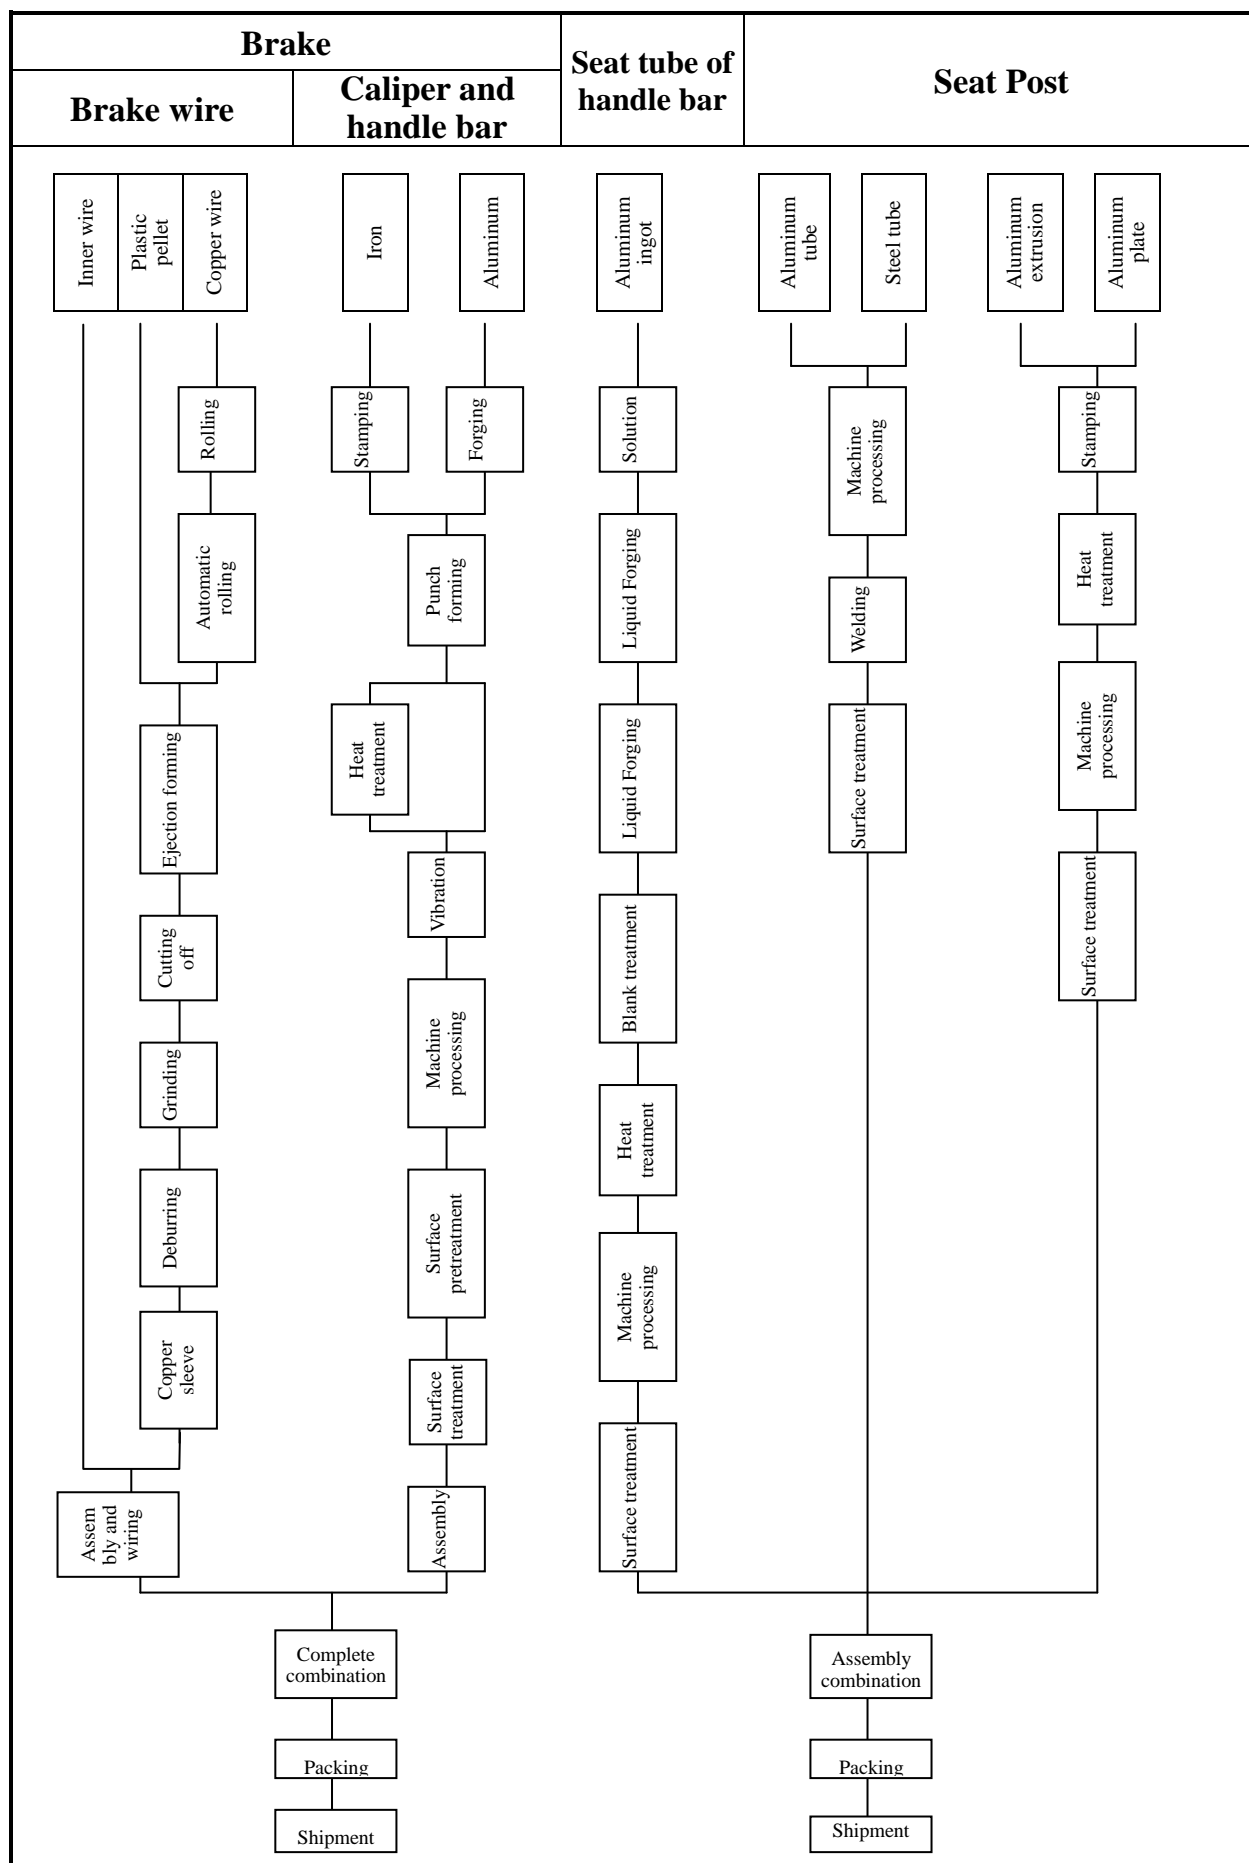 Brake
Brake wire
Caliper and
handle bar
Seat tube of
handle bar
Seat Post
Inner wire
Plastic
pellet
Copper wire
Rolling
Automatic
rolling
Ejection forming
Cutting
off
Grinding
Deburring
Copper
sleeve
Assem
bly and
wiring
Iron
Aluminum
Stamping
Forging
Punch
forming
Heat
treatment
Vibration
Machine
processing
Surface
pretreatment
Surface
treatment
Assembly
Complete
combination
Packing
Shipment
Aluminum
ingot
Solution
Liquid Forging
Liquid Forging
Blank treatment
Heat
treatment
Machine
processing
Surface treatment
Aluminum
tube
Steel tube
Machine
processing
Welding
Surface treatment
Aluminum
extrusion
Aluminum
plate
Stamping
Heat
treatment
Machine
processing
Surface treatment
Assembly
combination
Packing
Shipment